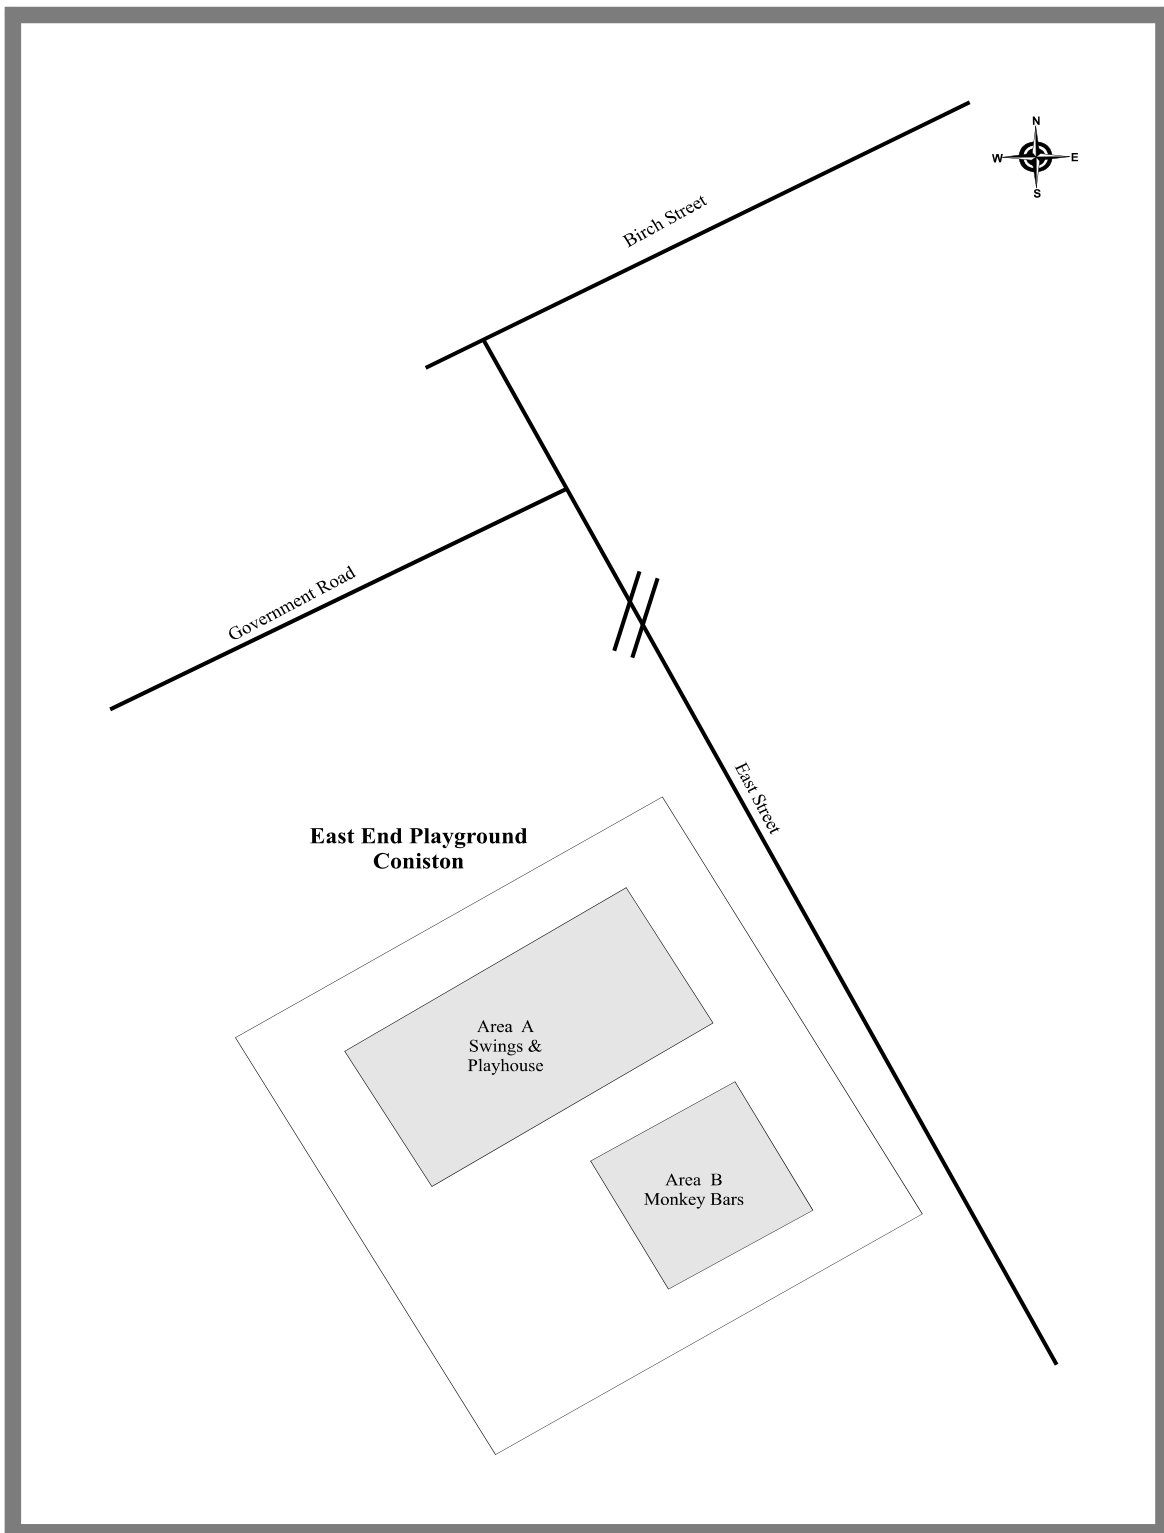 N
W E
S
Birch Street
Government Road
East Street
East End Playground
Coniston
Area A
Swings &
Playhouse
Area B
Monkey Bars